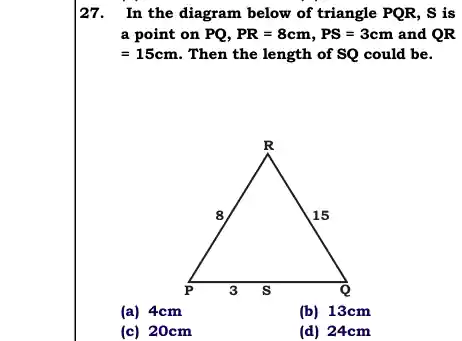 27. In the diagram below of triangle PQR, S is
a point on PQ, PR = 8cm, PS = 3cm and QR
= 15cm. Then the length of SQ could be.
R
8 15
P 3 S Q
(a) 4cm (b) 13cm
(c) 20cm (d) 24cm